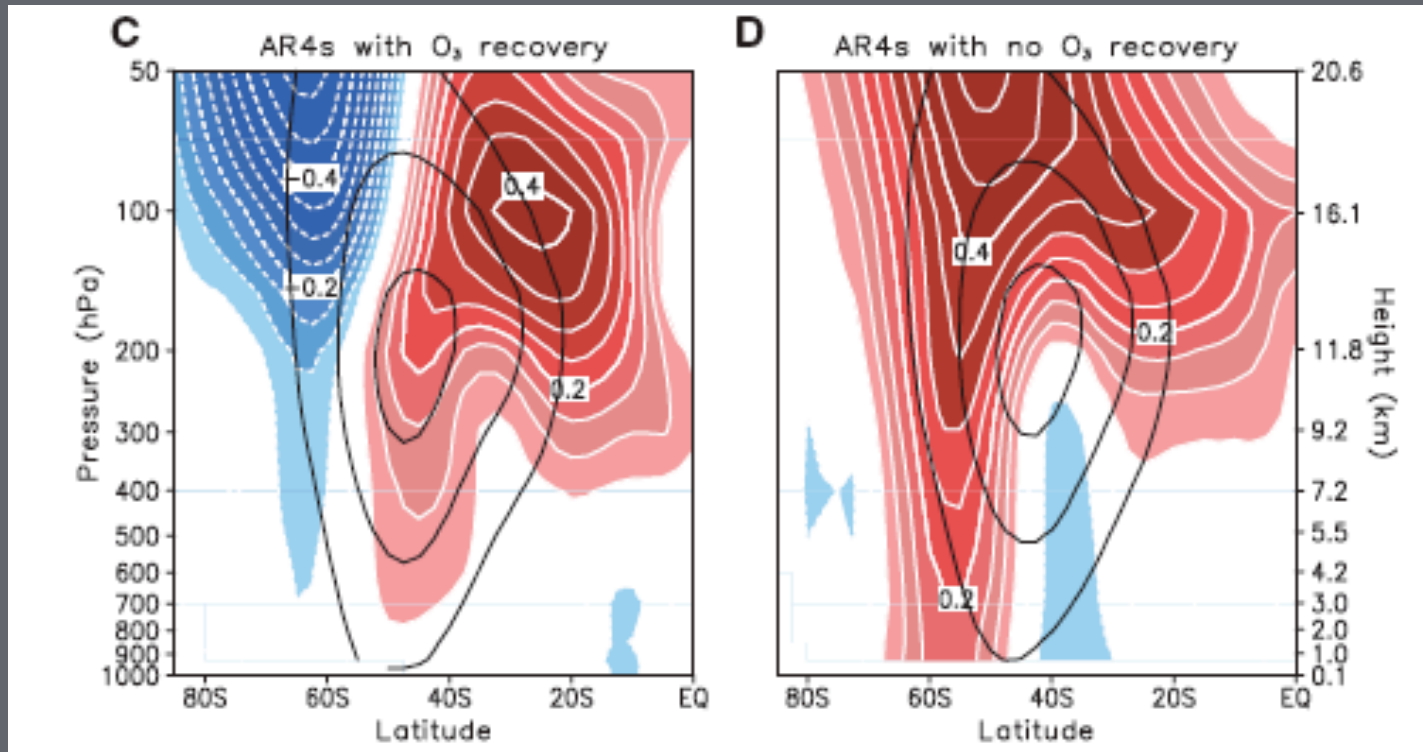 C
AR4s with O₃ recovery
Pressure (hPa)
50
100
200
300
400
500
600
700
800
900
1000
-0.4
-0.2
0.4
0.2
80S 60S 40S 20S EQ
Latitude
D
AR4s with no O₃ recovery
0.4
0.2
0.2
20.6
16.1
11.8
9.2
7.2
5.5
4.2
3.0
2.0
1.0
0.1
Height (km)
80S 60S 40S 20S EQ
Latitude